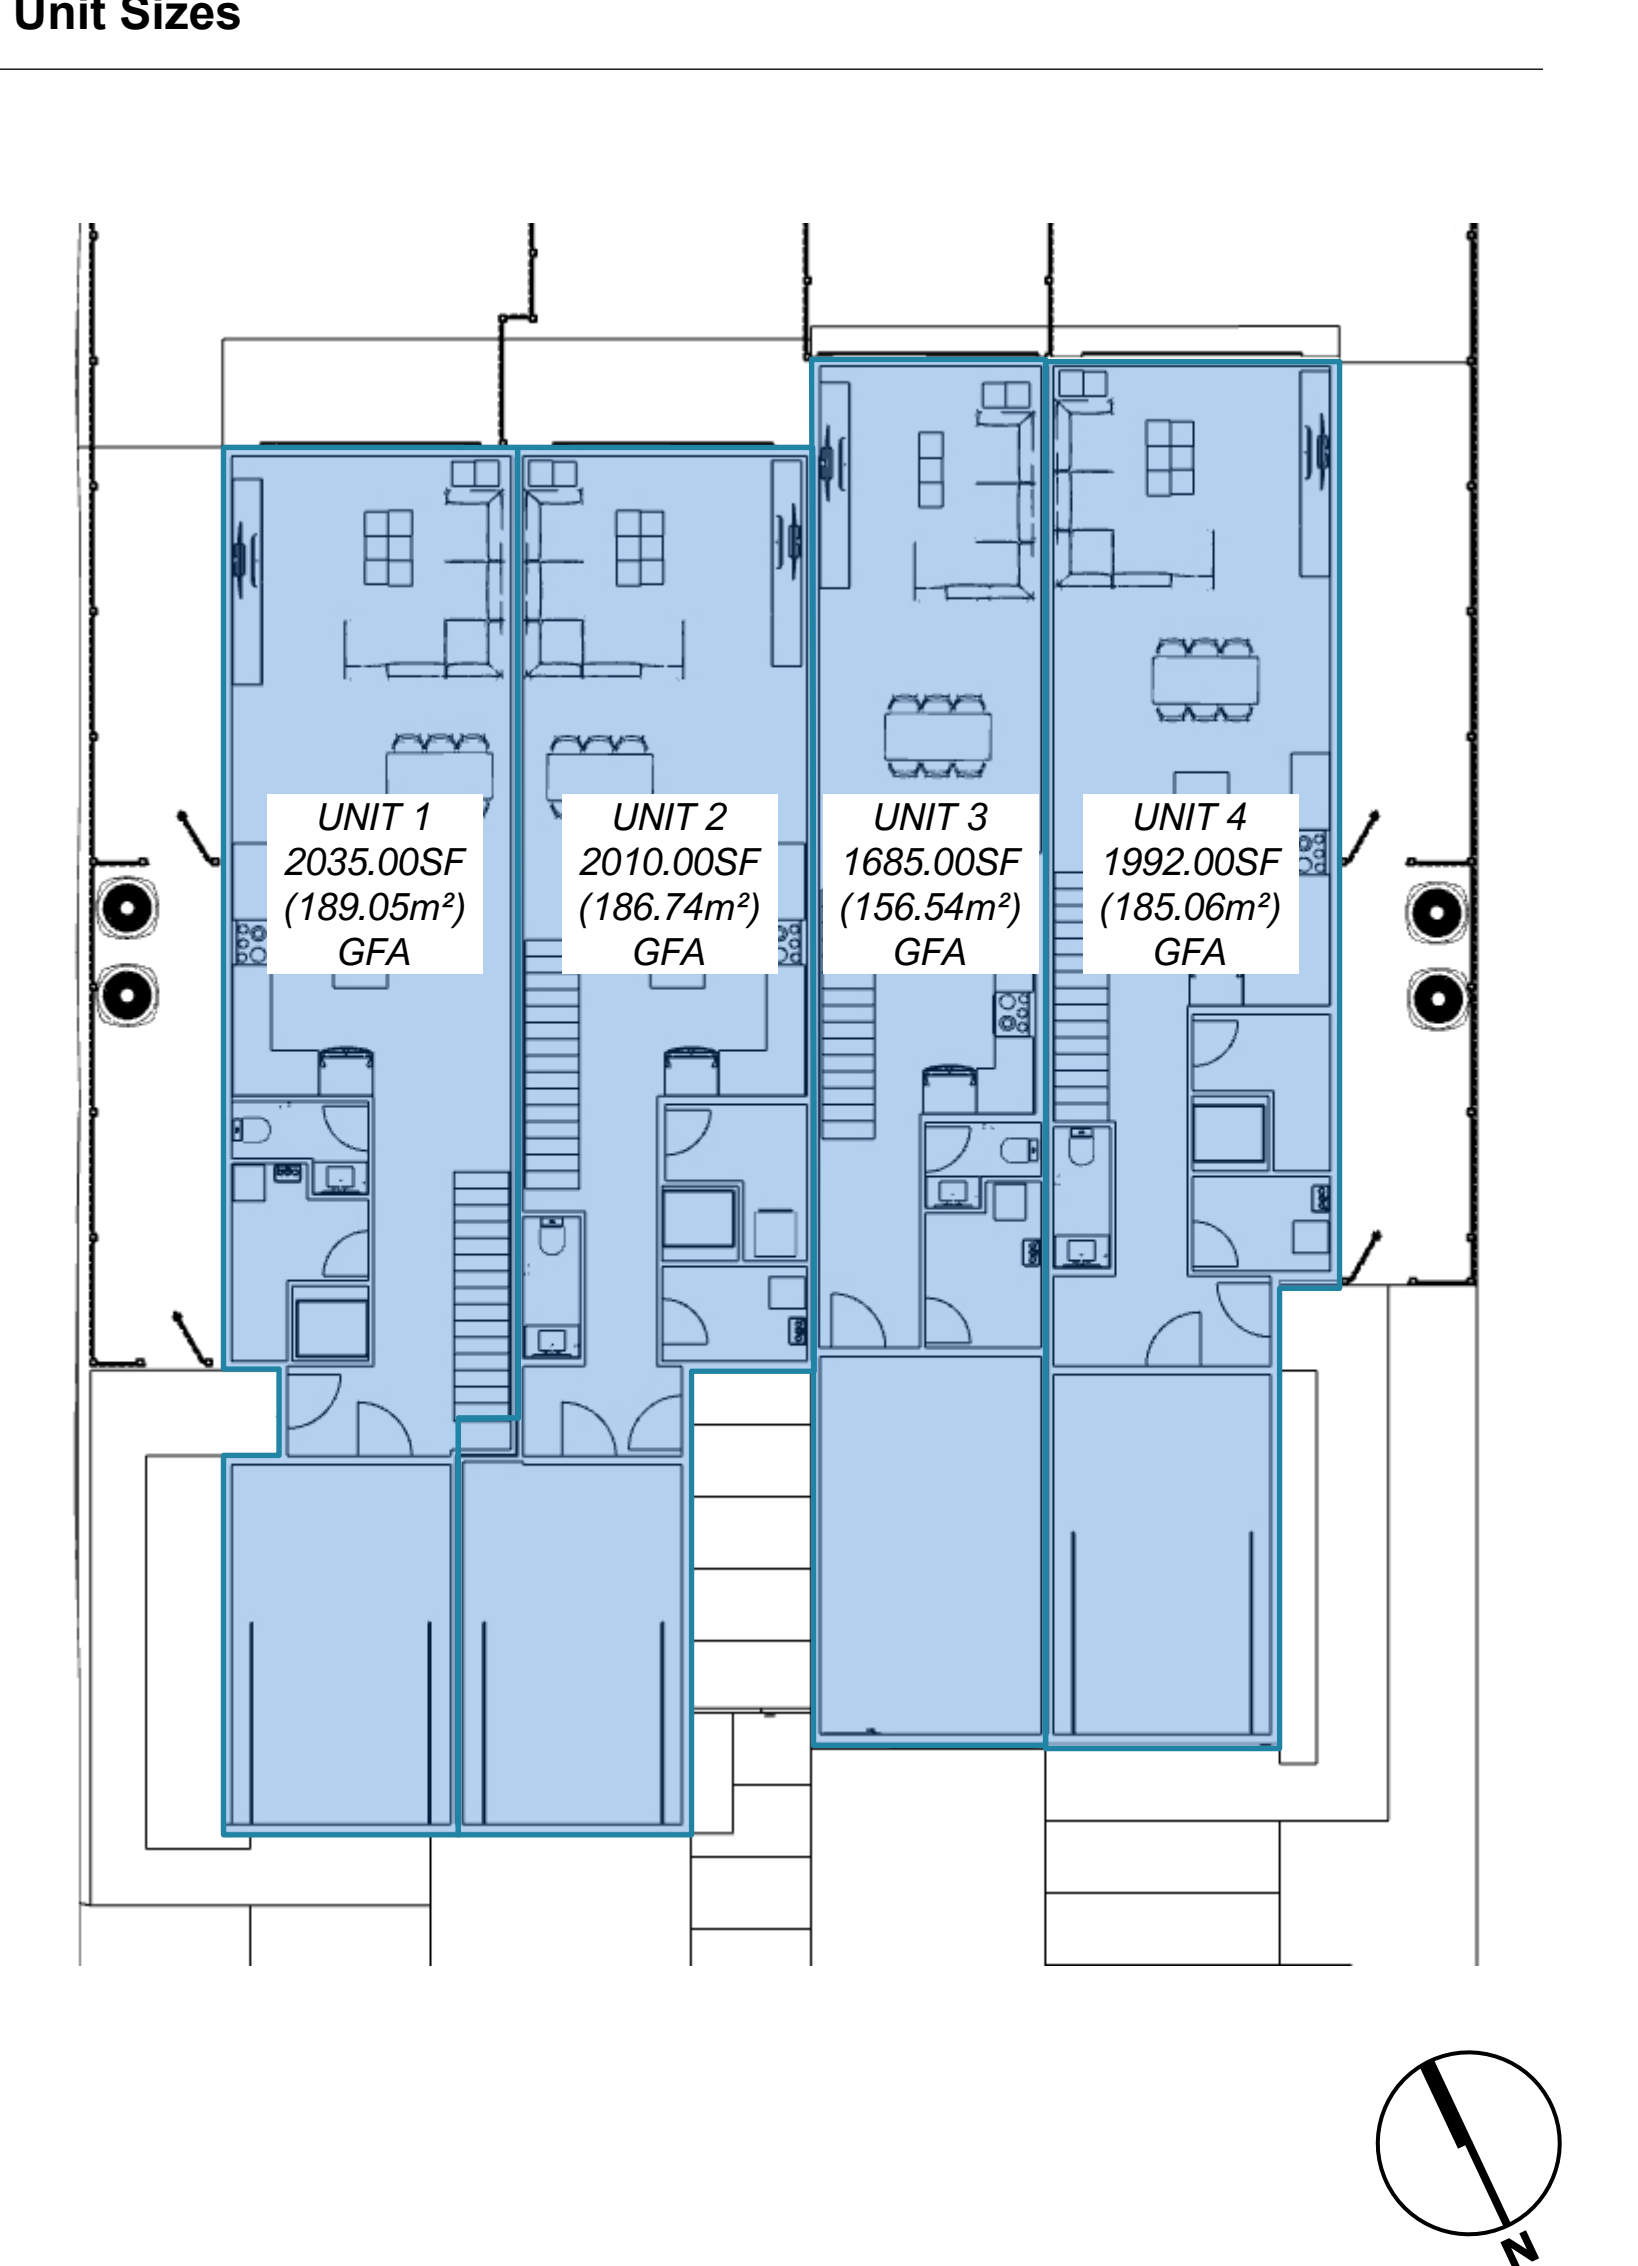 Unit Sizes
UNIT 1
2035.00SF
(189.05m²)
GFA
UNIT 2
2010.00SF
(186.74m²)
GFA
UNIT 3
1685.00SF
(156.54m²)
GFA
UNIT 4
1992.00SF
(185.06m²)
GFA
N